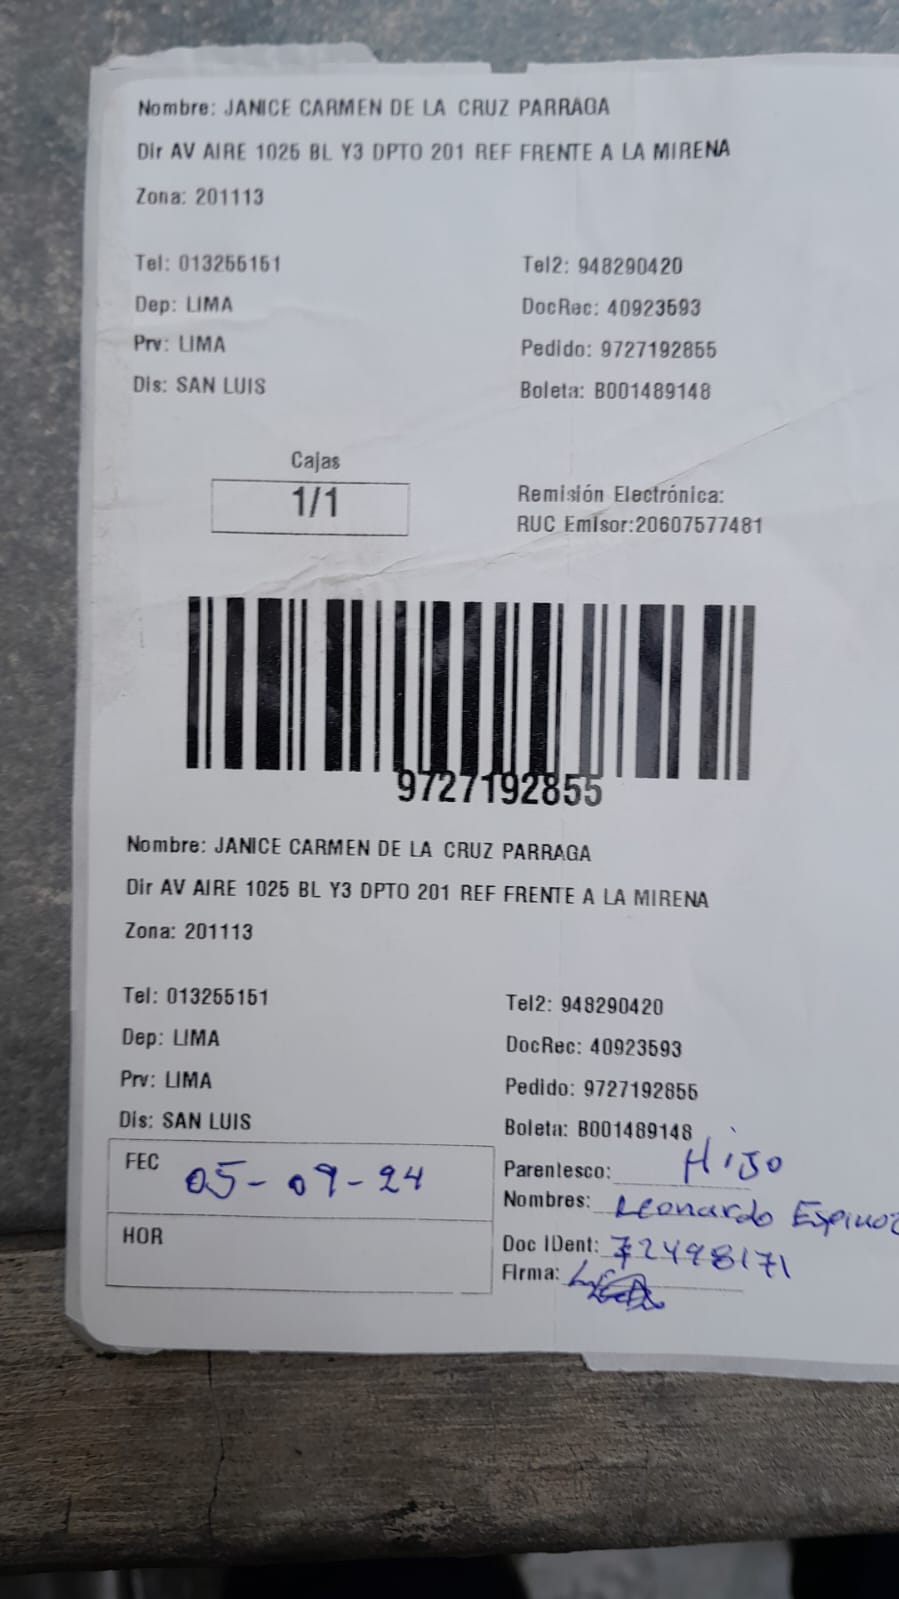 Nombre: JANICE CARMEN DE LA CRUZ PARRAGA
Dir AV AIRE 1025 BL Y3 DPTO 201 REF FRENTE A LA MIRENA
Zona: 201113
Tel: 013255151 Tel2: 948290420
Dep: LIMA DocRec: 40923593
Prv: LIMA Pedido: 9727192855
Dis: SAN LUIS Boleta: B001489148
Cajas
1/1
Remisión Electrónica:
RUC Emisor:20607577481
9727192855
Nombre: JANICE CARMEN DE LA CRUZ PARRAGA
Dir AV AIRE 1025 BL Y3 DPTO 201 REF FRENTE A LA MIRENA
Zona: 201113
Tel: 013255151 Tel2: 948290420
Dep: LIMA DocRec: 40923593
Prv: LIMA Pedido: 9727192855
Dis: SAN LUIS Boleta: B001489148
FEC 05-09-24 Parentesco: Hijo
Nombres: Leonardo Espinoz
HOR Doc IDent: 72498171
Firma: